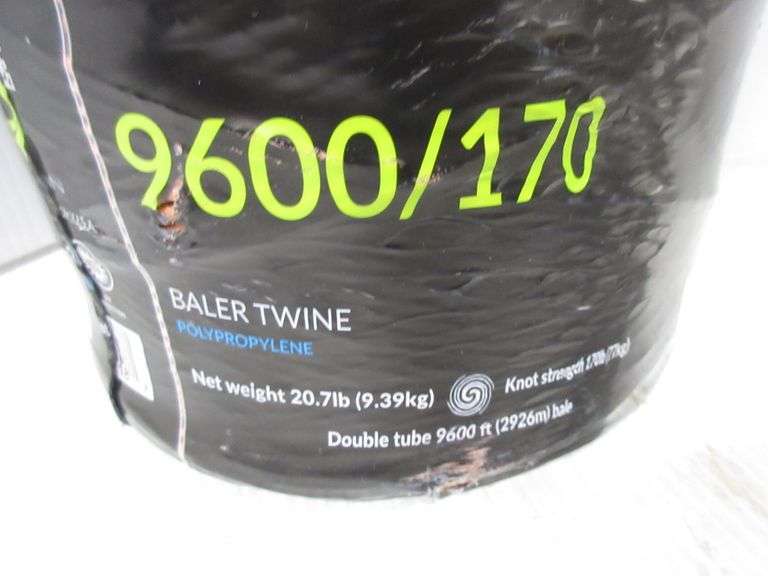 9600/170
BALER TWINE
POLYPROPYLENE
Net weight 20.7lb (9.39kg)
Knot strength 170lb (77kg)
Double tube 9600 ft (2926m) bale